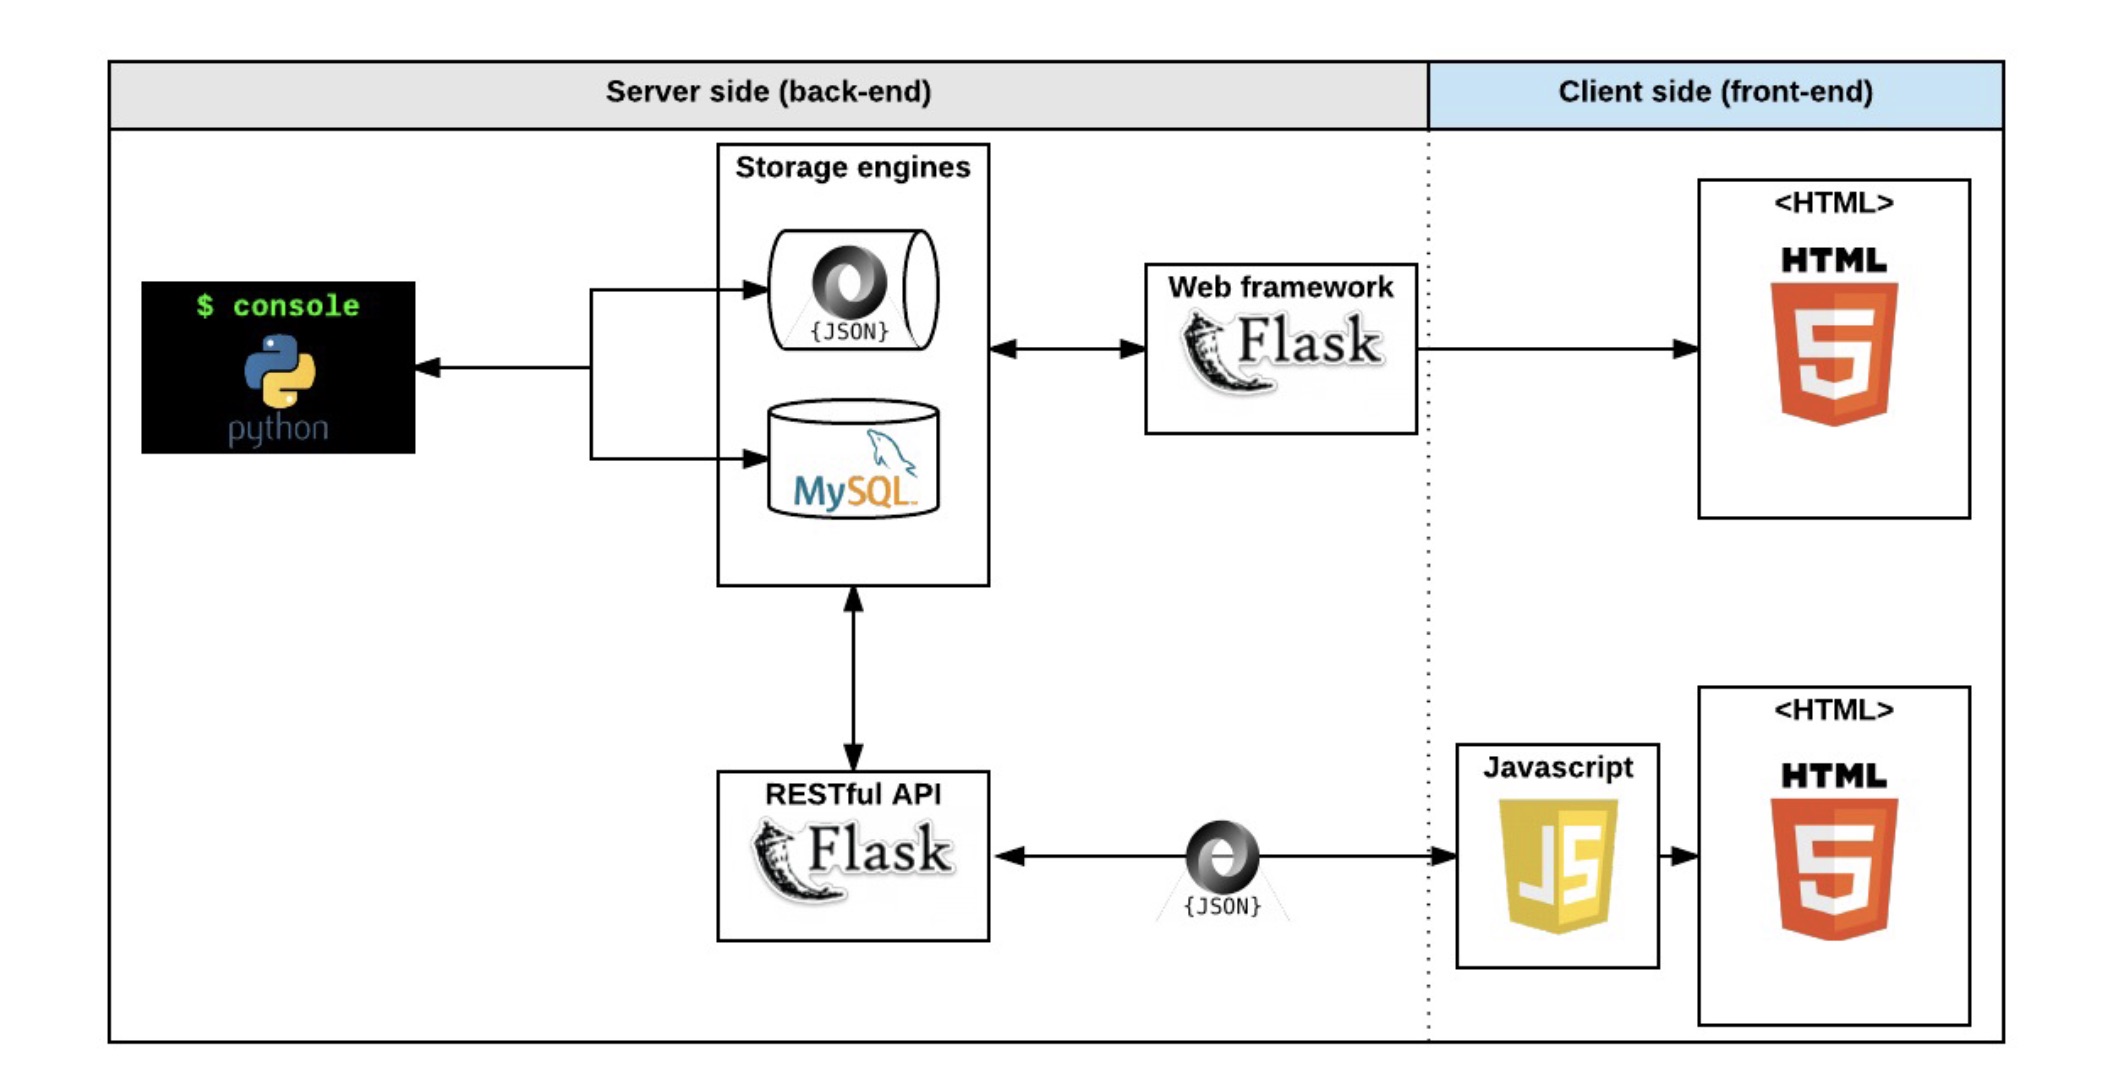 Server side (back-end)
Client side (front-end)
Storage engines
{JSON}
MySQL
$ console
python
Web framework
Flask
<HTML>
HTML
5
RESTful API
Flask
{JSON}
Javascript
JS
<HTML>
HTML
5